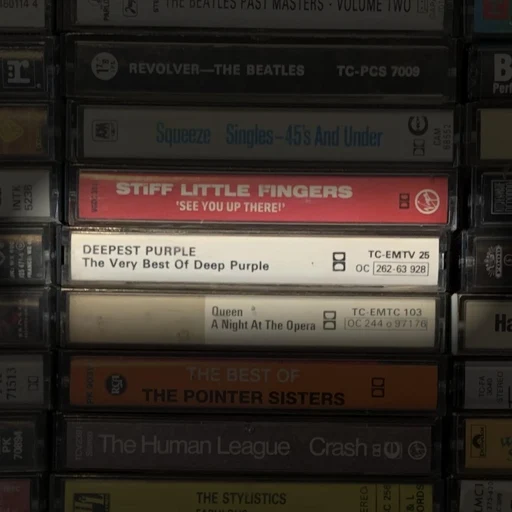 THE BEATLES PAST MASTERS - VOLUME TWO
REVOLVER—THE BEATLES TC-PCS 7009
Squeeze Singles-45's And Under
STIFF LITTLE FINGERS
'SEE YOU UP THERE!'
DEEPEST PURPLE TC-EMTV 25
The Very Best Of Deep Purple OC 262-63 928
Queen TC-EMTC 103
A Night At The Opera OC 244 o 97176
THE BEST OF
THE POINTER STERS
The Human League Crash
THE STYLISTICS